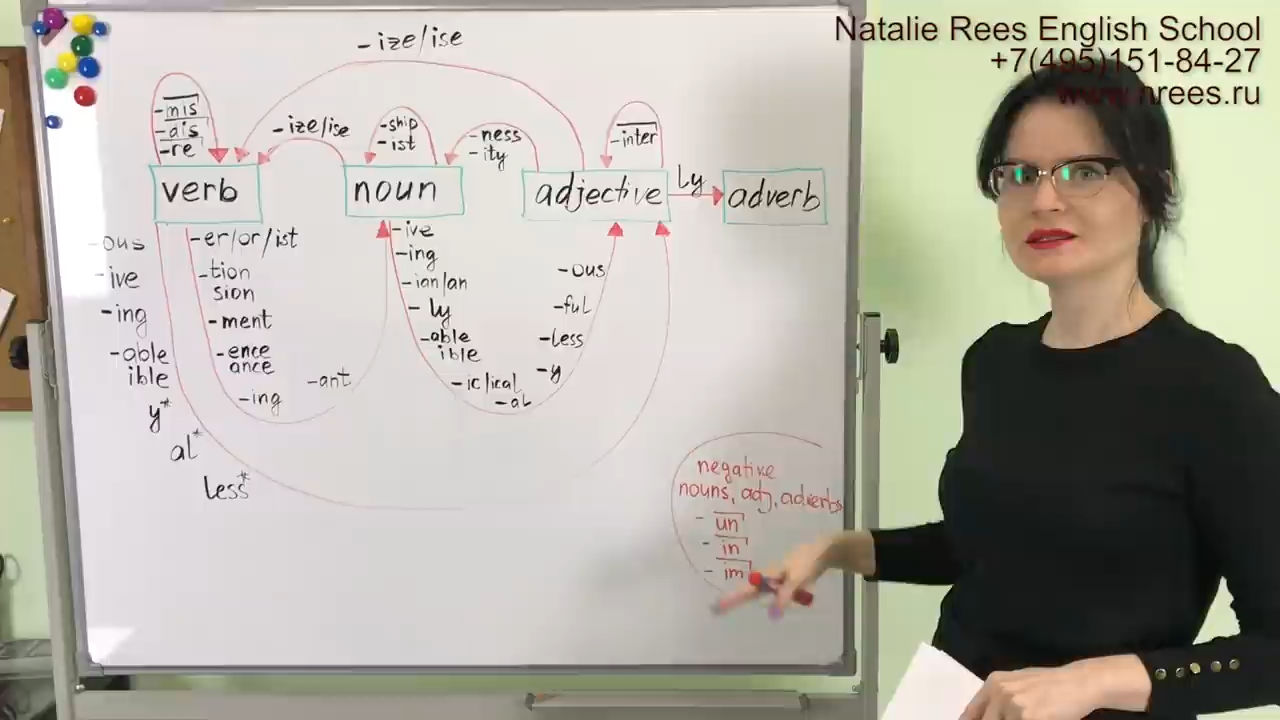 Natalie Rees English School
+7(495)151-84-27
www.nrees.ru
-ize/ise
-mis
-dis
-re
-ize/ise
-ship
-ist
-ness
-ity
-inter
verb
noun
adjective
ly
adverb
-ous
-ive
-ing
-able
ible
y*
al*
less*
-er/or/ist
-tion
sion
-ment
-ence
ance
-ing
-ant
-ive
-ing
-ian/an
-ly
-able
ible
-ic/ical
-al
-ous
-ful
-less
-y
negative
nouns, adj, adverbs
-un
-in
-im